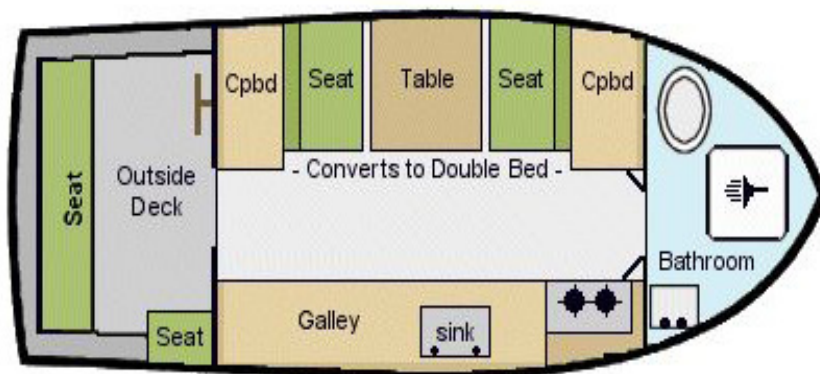 Cpbd
Seat
Table
Seat
Cpbd
- Converts to Double Bed -
Seat
Outside
Deck
Bathroom
Galley
sink
Seat